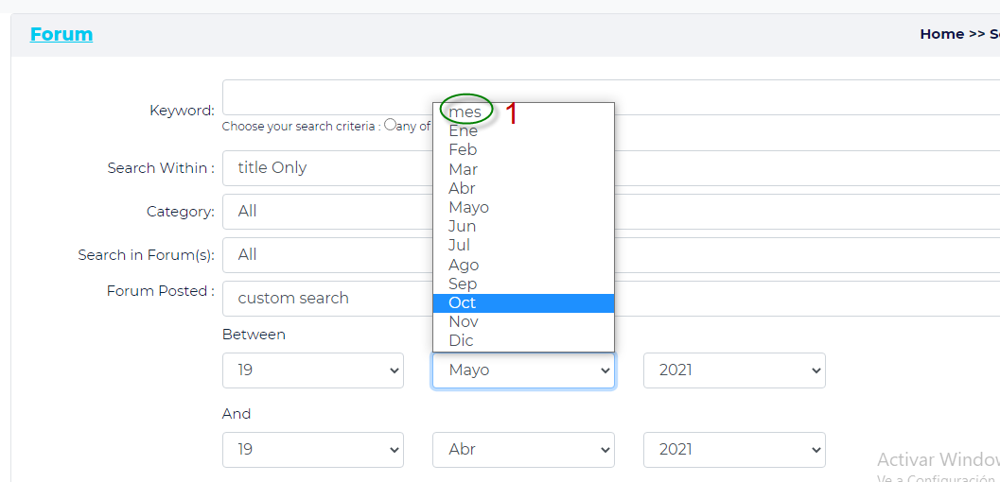 Forum
Home >>
Keyword:
Choose your search criteria : any of
mes 1
Ene
Feb
Mar
Abr
Mayo
Jun
Jul
Ago
Sep
Oct
Nov
Dic
Search Within : title Only
Category: All
Search in Forum(s): All
Forum Posted : custom search
Between
19 Mayo 2021
And
19 Abr 2021
Activar
Ve a Configuración